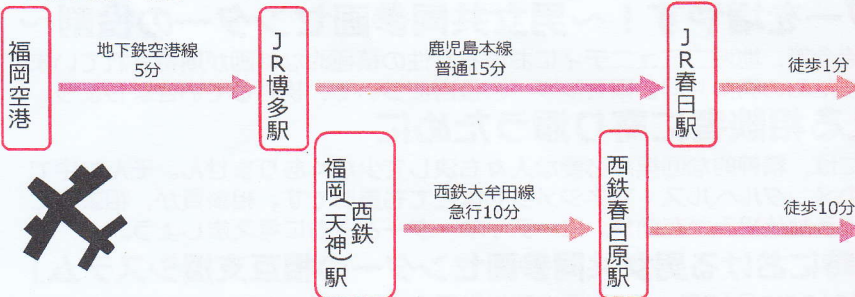 福岡空港
地下鉄空港線
5分
JR博多駅
鹿児島本線
普通15分
JR春日駅
徒歩1分
西鉄
福岡(天神)駅
西鉄大牟田線
急行10分
西鉄春日原駅
徒歩10分